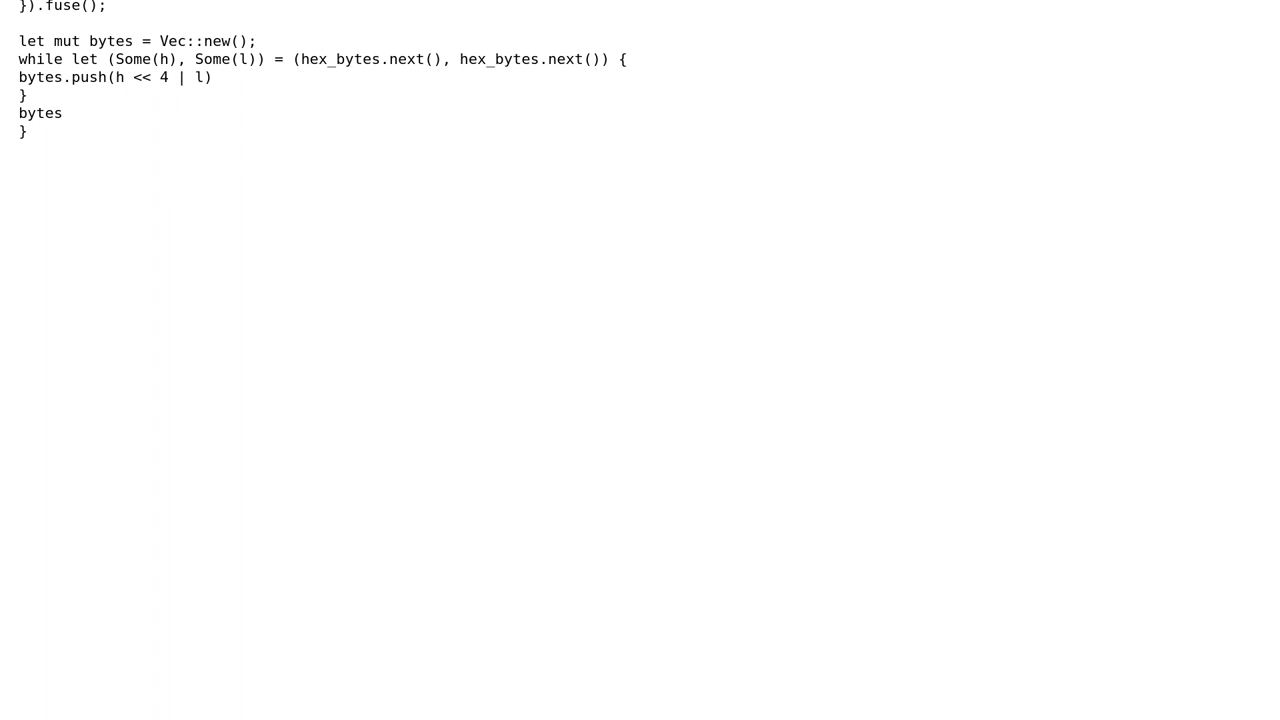 }).fuse();

let mut bytes = Vec::new();
while let (Some(h), Some(l)) = (hex_bytes.next(), hex_bytes.next()) {
bytes.push(h << 4 | l)
}
bytes
}